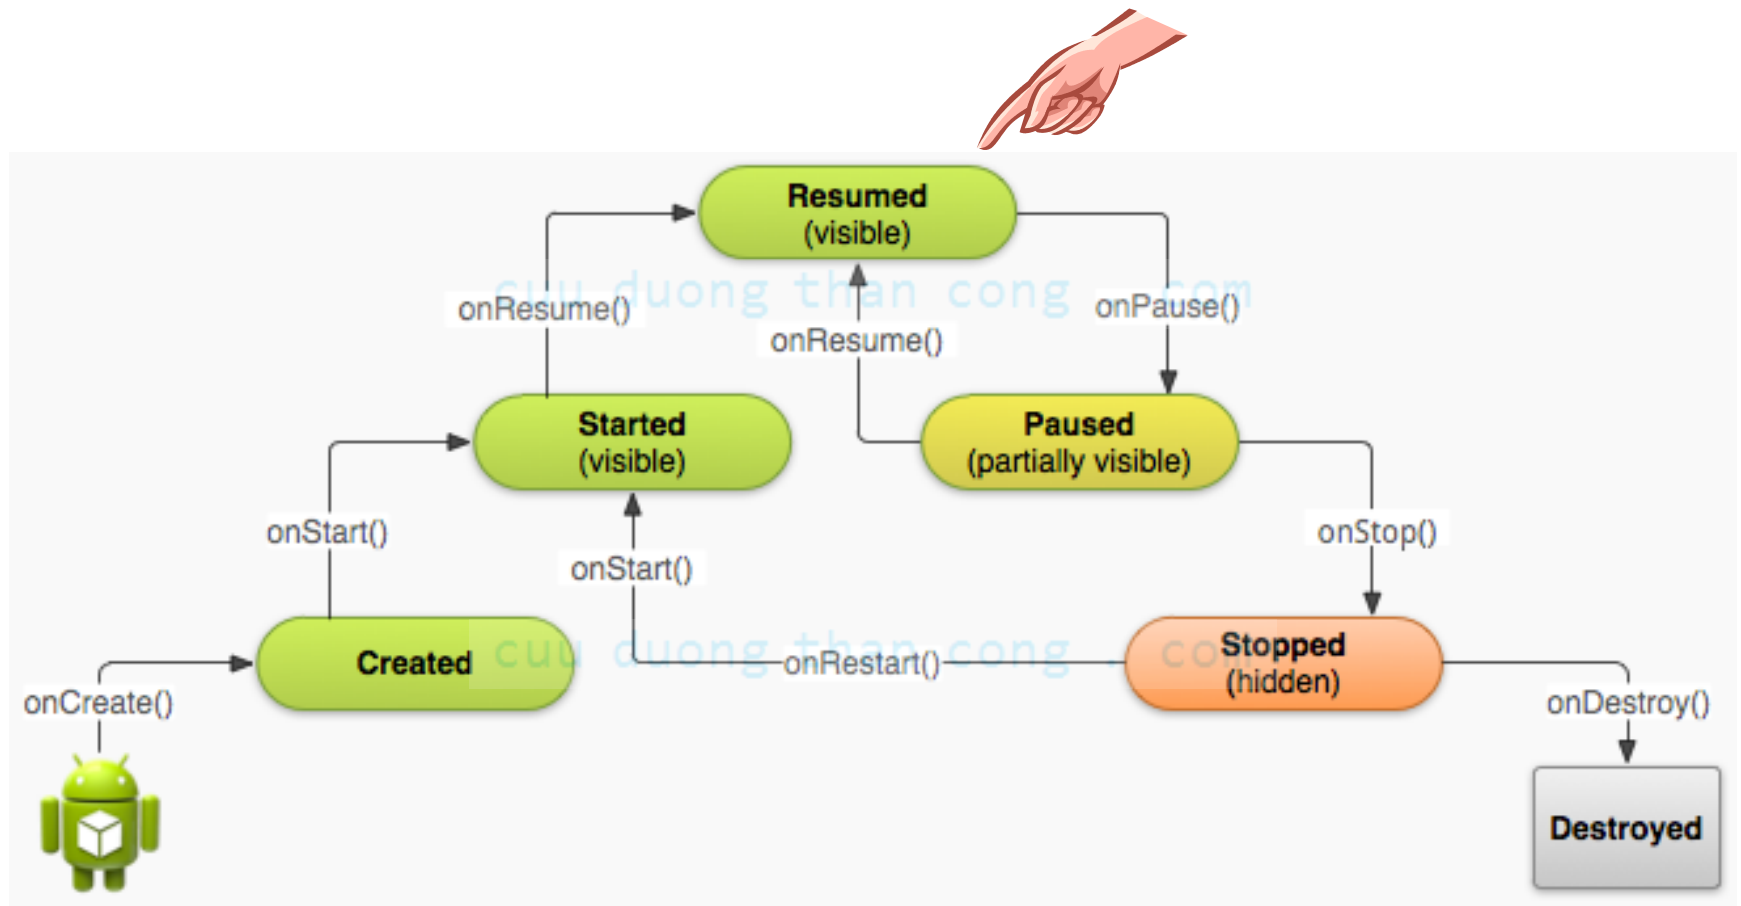 Resumed
(visible)
cuu duong than cong . com
onResume()
onPause()
onResume()
Started
(visible)
Paused
(partially visible)
onStart()
onStop()
onStart()
Created
cuu duong than cong . com
onRestart()
Stopped
(hidden)
onCreate()
onDestroy()
Destroyed